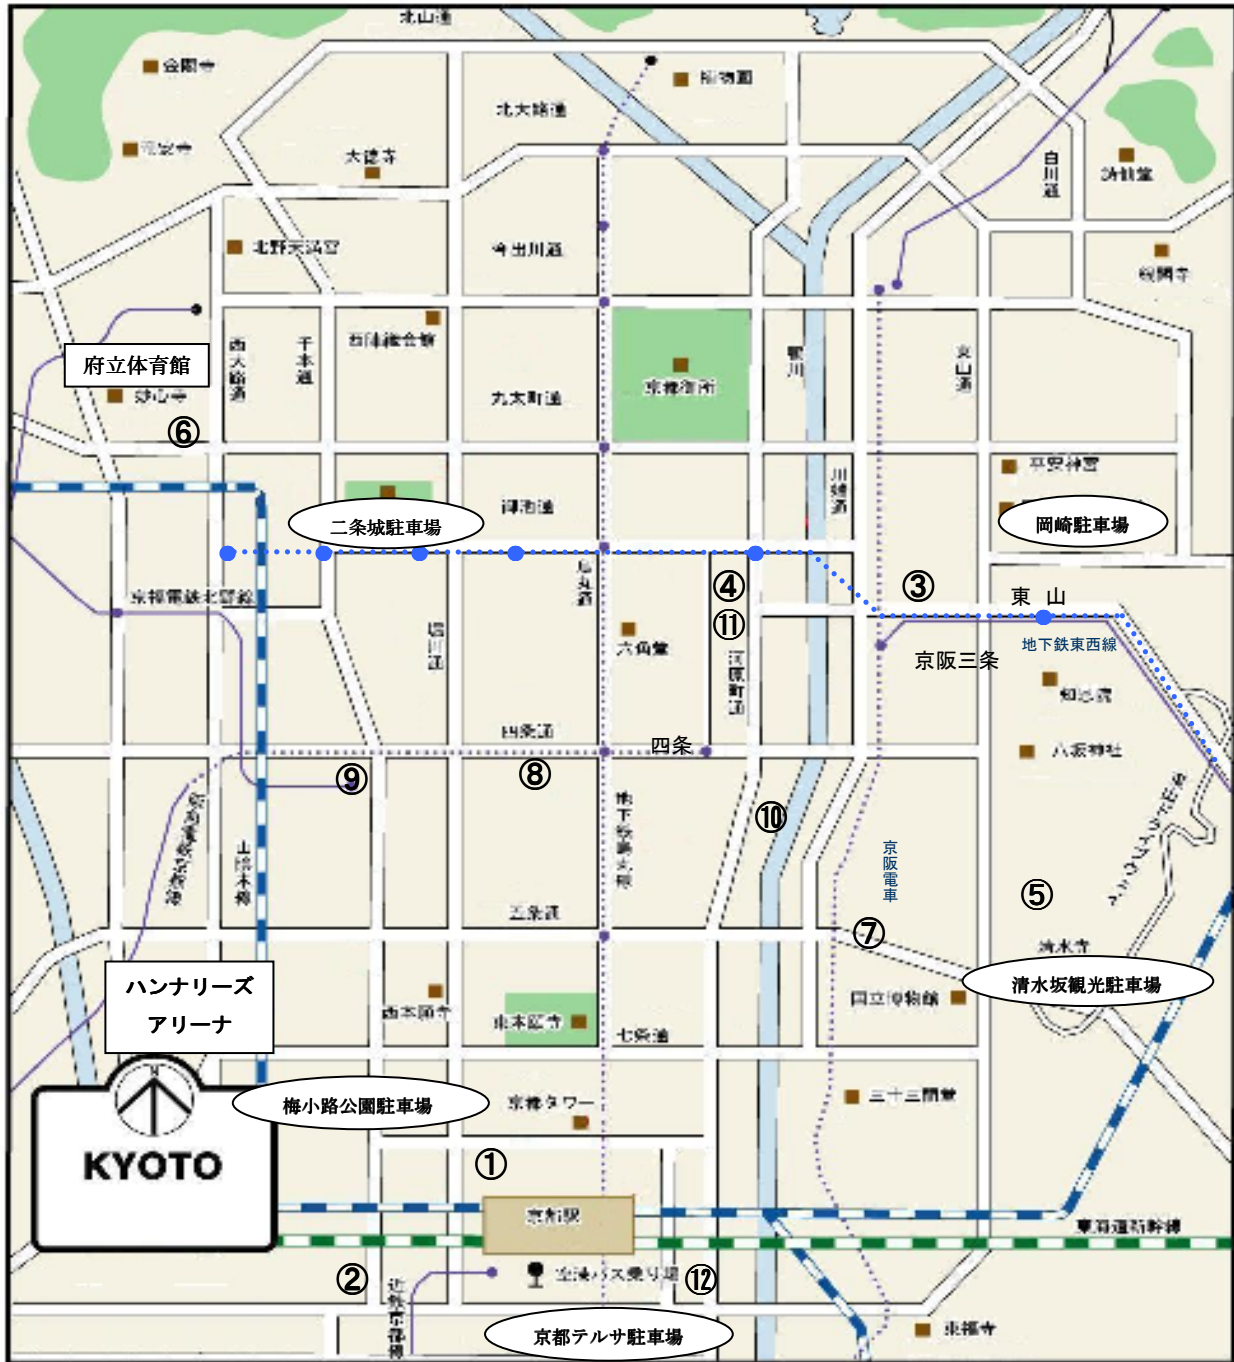 北山通
金閣寺
植物園
北大路通
竜安寺
大徳寺
白川通
詩仙堂
北野天満宮
今出川通
銀閣寺
府立体育館
西大路通
千本通
西陣織会館
鴨川
東山通
京都御所
妙心寺
丸太町通
⑥
平安神宮
川端通
御池通
二条城駐車場
岡崎駐車場
烏丸通
④
③
京福電鉄北野線
東 山
⑪
堀川通
六角堂
河原町通
地下鉄東西線
京阪三条
知恩院
四条通
四条
八坂神社
⑨
⑧
地下鉄烏丸線
⑩
山陰本線
京阪電車
⑤
五条通
⑦
清水寺
ハンナリーズ
アリーナ
清水坂観光駐車場
西本願寺
東本願寺
国立博物館
七条通
N
梅小路公園駐車場
京都タワー
三十三間堂
KYOTO
①
京都駅
東海道新幹線
②
空港バス乗り場
⑫
近鉄京都線
京都テルサ駐車場
東福寺